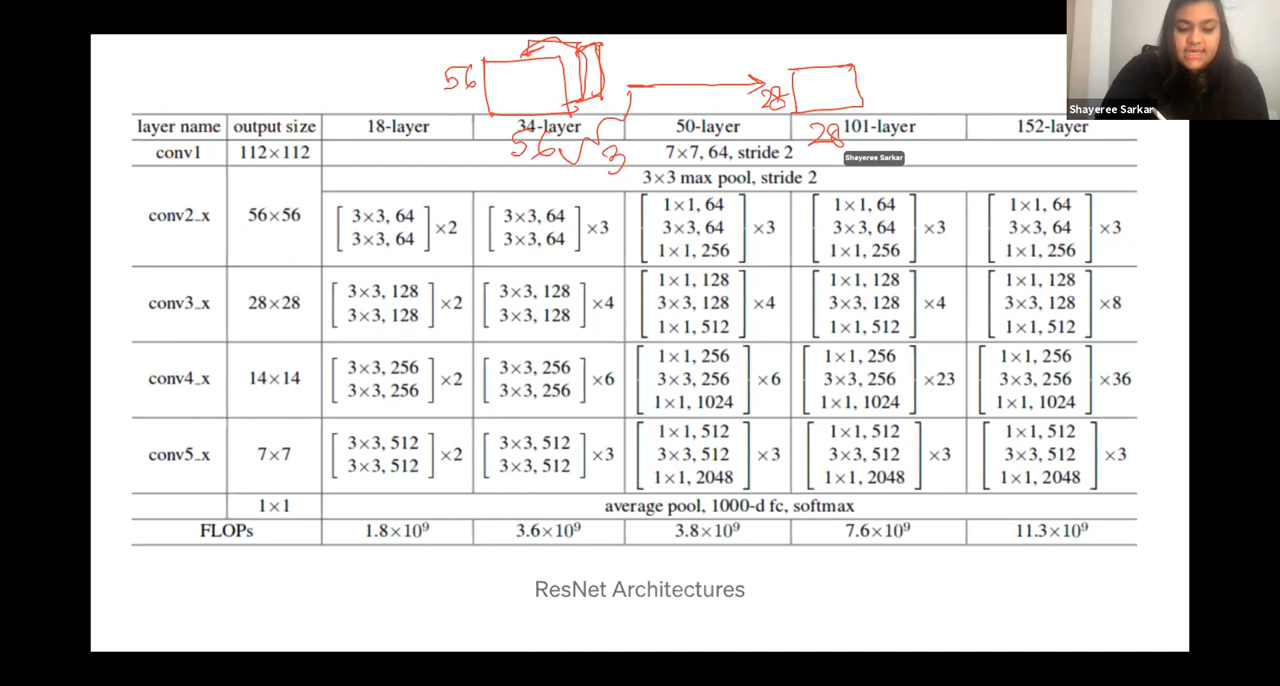 56
28
Shayeree Sarkar
56
3
28
Shayeree Sarkar
layer name output size 18-layer 34-layer 50-layer 101-layer 152-layer
conv1 112×112 7×7, 64, stride 2
3×3 max pool, stride 2
conv2_x 56×56 [3×3, 64 3×3, 64] ×2 [3×3, 64 3×3, 64] ×3 [1×1, 64 3×3, 64 1×1, 256] ×3 [1×1, 64 3×3, 64 1×1, 256] ×3 [1×1, 64 3×3, 64 1×1, 256] ×3
conv3_x 28×28 [3×3, 128 3×3, 128] ×2 [3×3, 128 3×3, 128] ×4 [1×1, 128 3×3, 128 1×1, 512] ×4 [1×1, 128 3×3, 128 1×1, 512] ×4 [1×1, 128 3×3, 128 1×1, 512] ×8
conv4_x 14×14 [3×3, 256 3×3, 256] ×2 [3×3, 256 3×3, 256] ×6 [1×1, 256 3×3, 256 1×1, 1024] ×6 [1×1, 256 3×3, 256 1×1, 1024] ×23 [1×1, 256 3×3, 256 1×1, 1024] ×36
conv5_x 7×7 [3×3, 512 3×3, 512] ×2 [3×3, 512 3×3, 512] ×3 [1×1, 512 3×3, 512 1×1, 2048] ×3 [1×1, 512 3×3, 512 1×1, 2048] ×3 [1×1, 512 3×3, 512 1×1, 2048] ×3
1×1 average pool, 1000-d fc, softmax
FLOPs 1.8×10⁹ 3.6×10⁹ 3.8×10⁹ 7.6×10⁹ 11.3×10⁹
ResNet Architectures